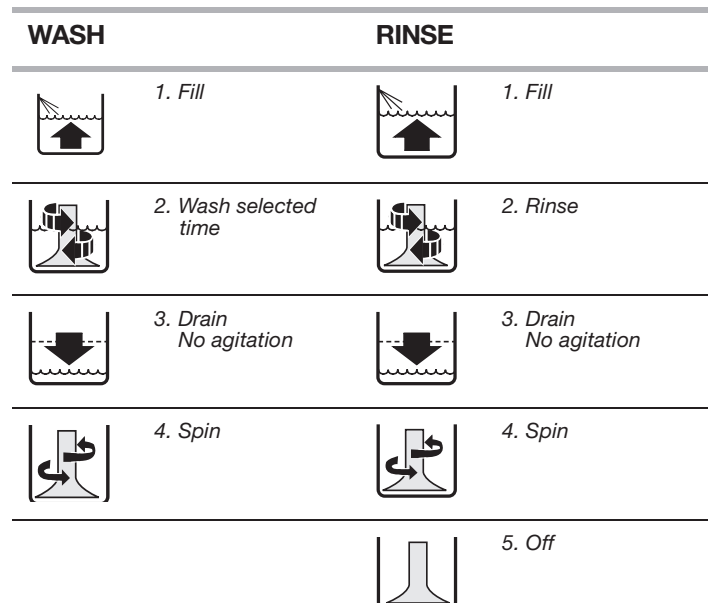 WASH
RINSE
1. Fill
1. Fill
2. Wash selected
time
2. Rinse
3. Drain
No agitation
3. Drain
No agitation
4. Spin
4. Spin
5. Off